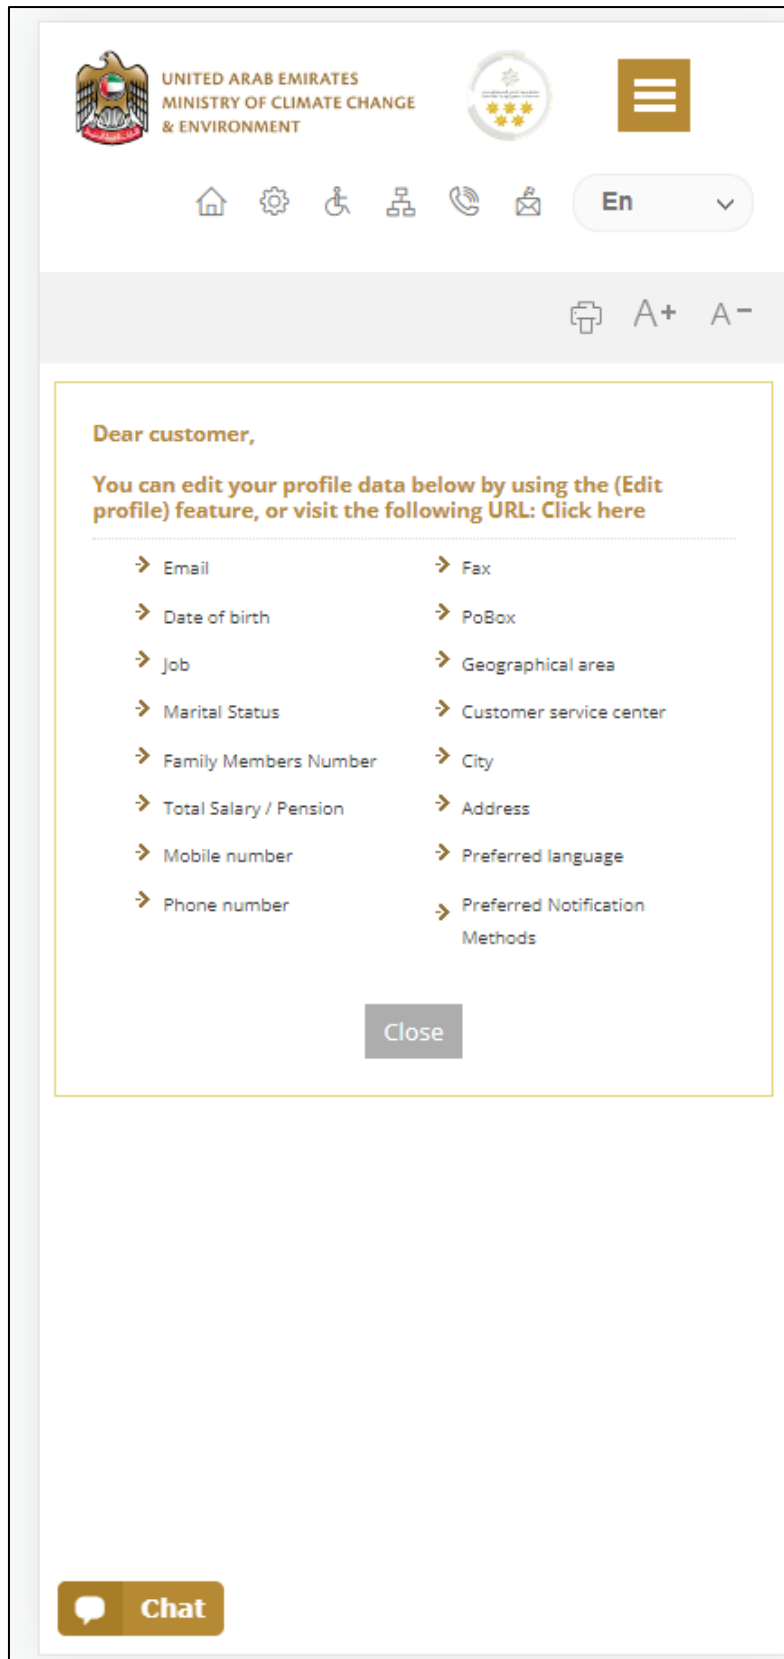 UNITED ARAB EMIRATES
MINISTRY OF CLIMATE CHANGE
& ENVIRONMENT
En
A+ A-
Dear customer,
You can edit your profile data below by using the (Edit
profile) feature, or visit the following URL: Click here
Email
Date of birth
Job
Marital Status
Family Members Number
Total Salary / Pension
Mobile number
Phone number
Fax
PoBox
Geographical area
Customer service center
City
Address
Preferred language
Preferred Notification
Methods
Close
Chat